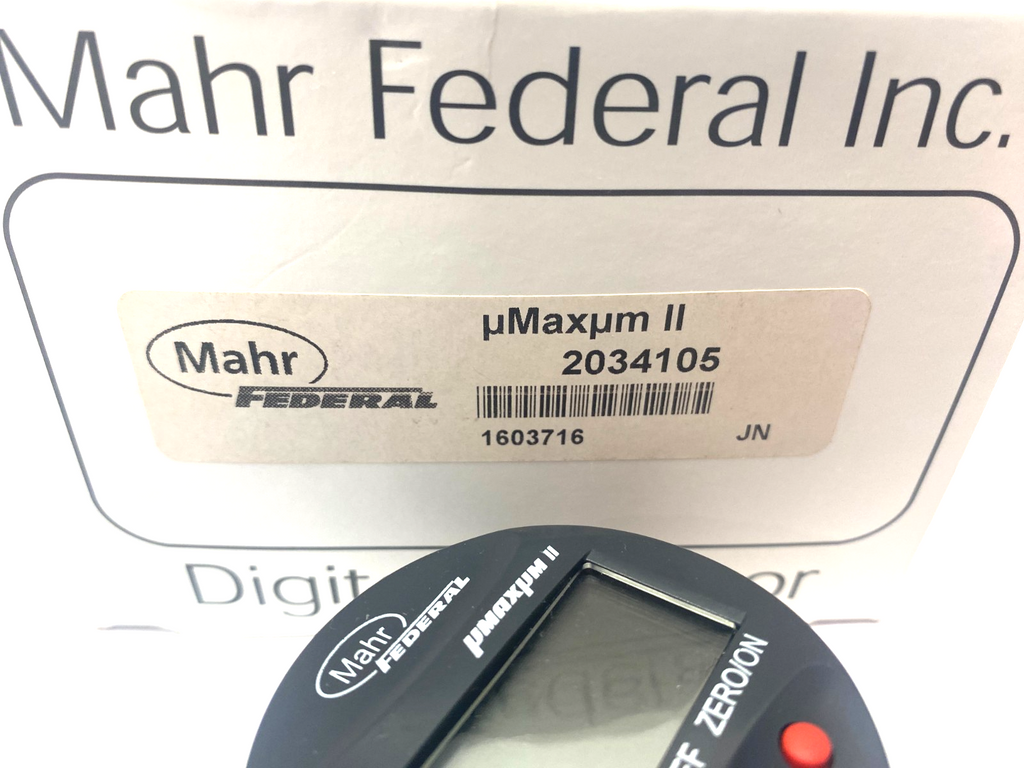 Mahr Federal Inc.
Mahr
FEDERAL
µMaxµm II
2034105
1603716
JN
Mahr
FEDERAL
µMAXµM II
ZERO/ON